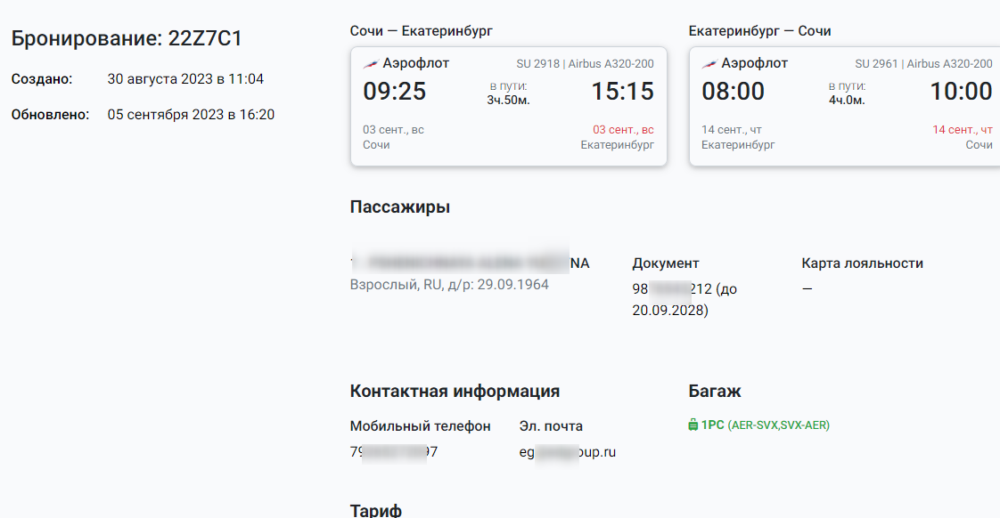 Бронирование: 22Z7C1
Создано: 30 августа 2023 в 11:04
Обновлено: 05 сентября 2023 в 16:20
Сочи — Екатеринбург
Аэрофлот SU 2918 | Airbus A320-200
09:25 в пути: 15:15
3ч.50м.
03 сент., вс 03 сент., вс
Сочи Екатеринбург
Екатеринбург — Сочи
Аэрофлот SU 2961 | Airbus A320-200
08:00 в пути: 10:00
4ч.0м.
14 сент., чт 14 сент., чт
Екатеринбург Сочи
Пассажиры
NA
Взрослый, RU, д/р: 29.09.1964
Документ
98 212 (до
20.09.2028)
Карта лояльности
—
Контактная информация
Мобильный телефон
79 97
Эл. почта
eg oup.ru
Багаж
1PC (AER-SVX,SVX-AER)
Тариф